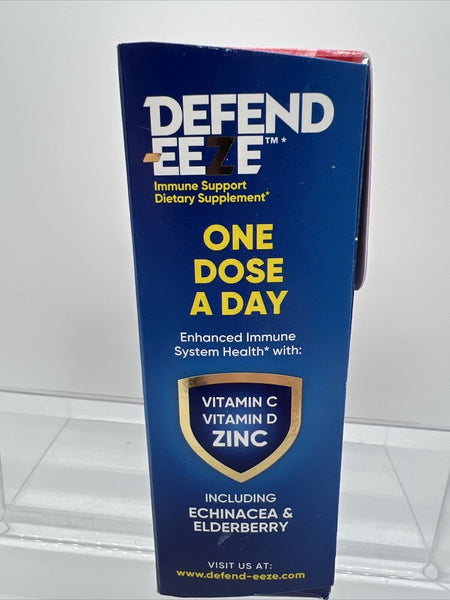 DEFEND
-EEZE™*
Immune Support
Dietary Supplement*
ONE
DOSE
A DAY
Enhanced Immune
System Health* with:
VITAMIN C
VITAMIN D
ZINC
INCLUDING
ECHINACEA &
ELDERBERRY
VISIT US AT:
www.defend-eeze.com